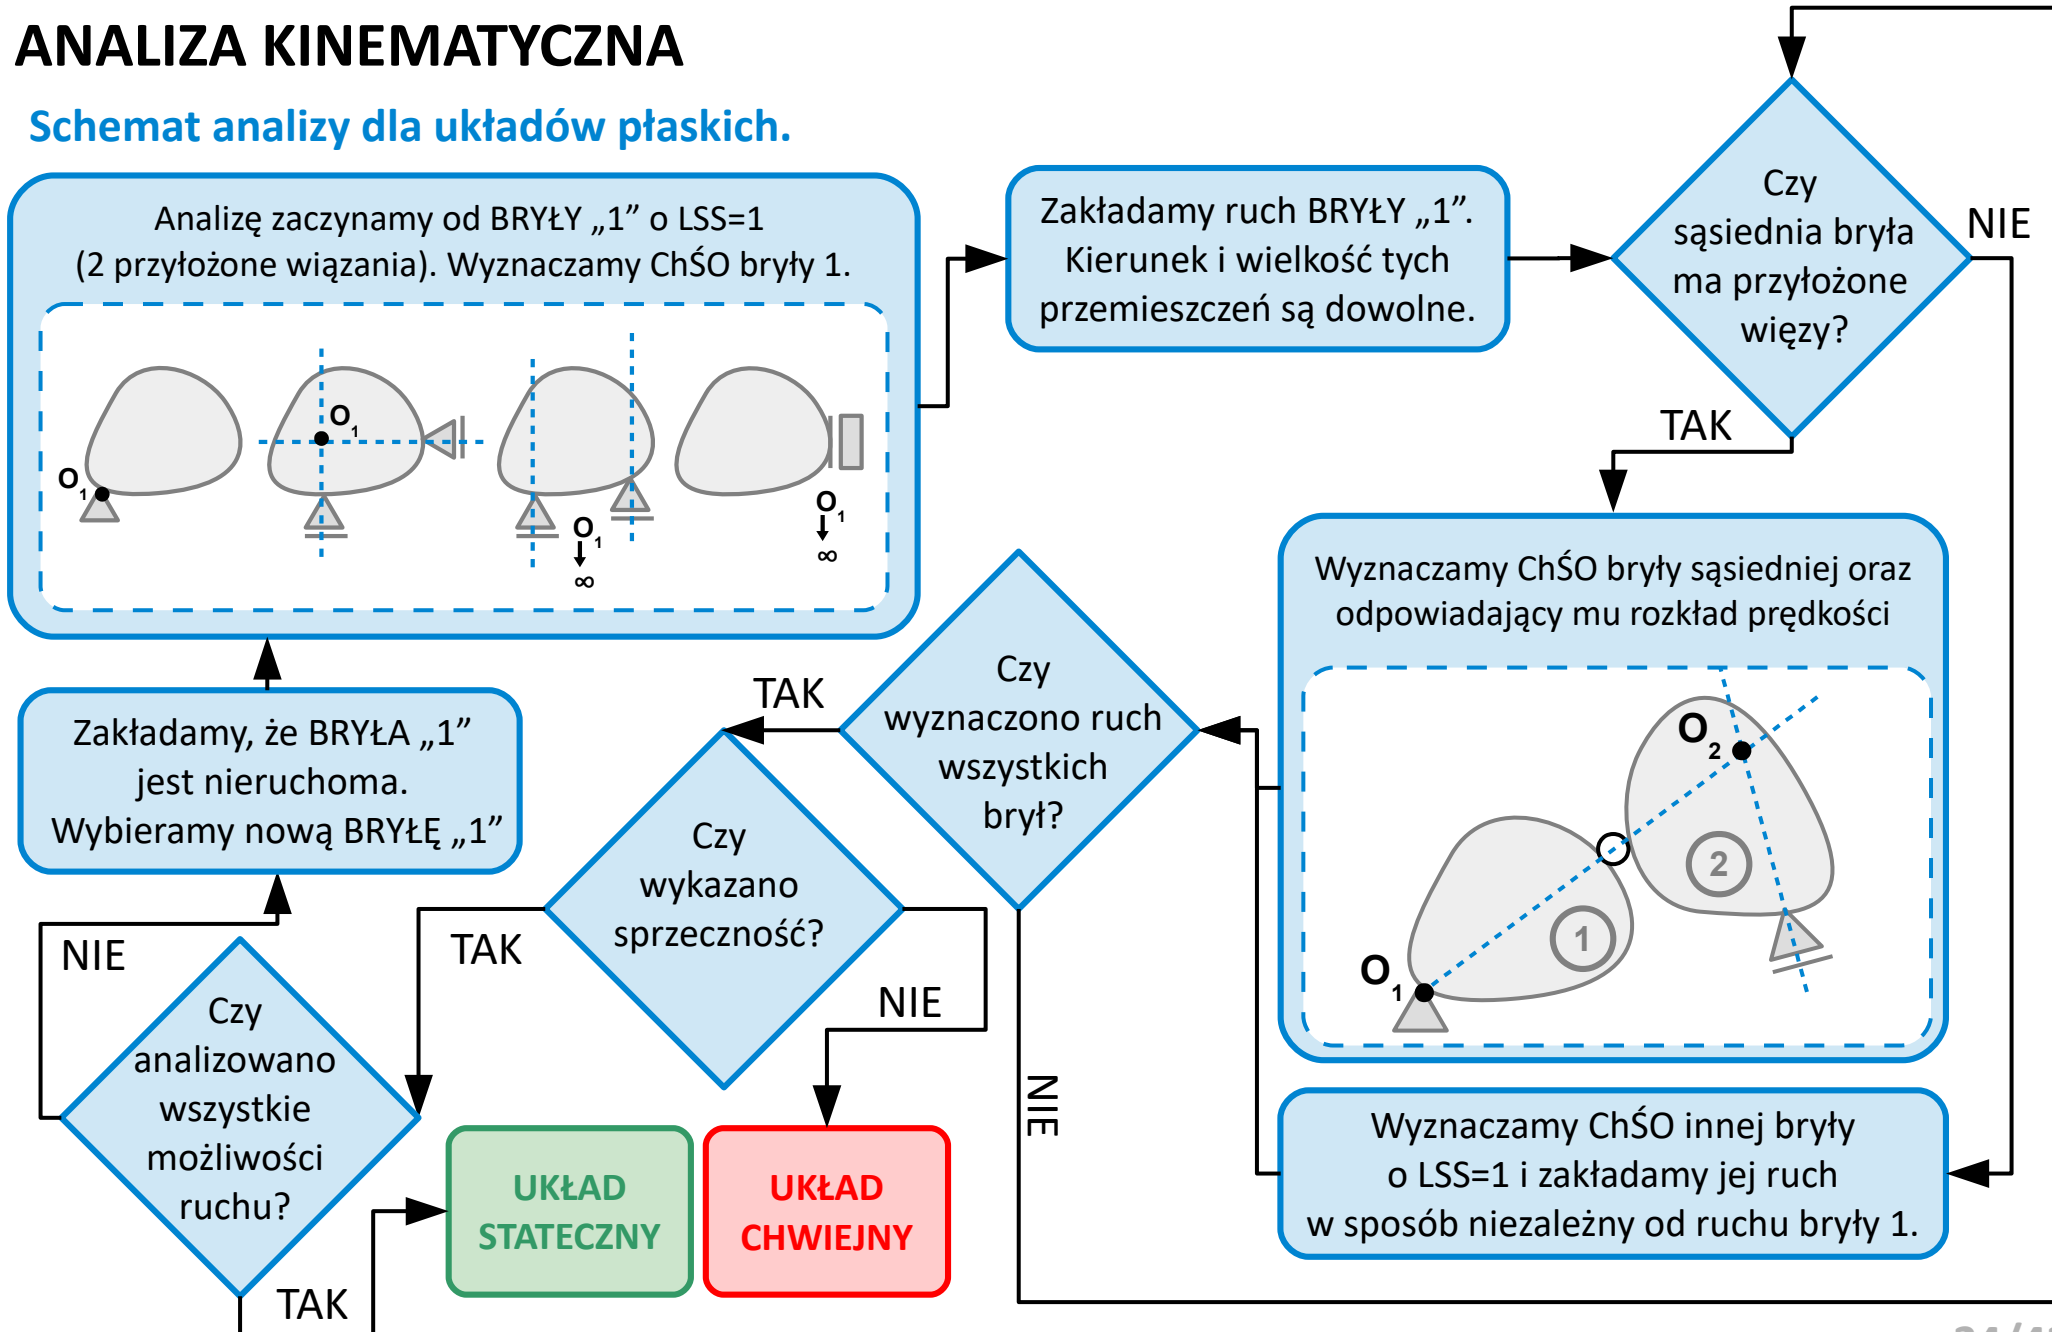 ANALIZA KINEMATYCZNA
Schemat analizy dla układów płaskich.
Analizę zaczynamy od BRYŁY „1” o LSS=1
(2 przyłożone wiązania). Wyznaczamy ChŚO bryły 1.
O1
O1
O1
∞
O1
∞
Zakładamy ruch BRYŁY „1”.
Kierunek i wielkość tych
przemieszczeń są dowolne.
Czy
sąsiednia bryła
ma przyłożone
więzy?
NIE
TAK
Wyznaczamy ChŚO bryły sąsiedniej oraz
odpowiadający mu rozkład prędkości
O2
2
1
O1
Wyznaczamy ChŚO innej bryły
o LSS=1 i zakładamy jej ruch
w sposób niezależny od ruchu bryły 1.
Czy
wyznaczono ruch
wszystkich
brył?
TAK
NIE
Czy
wykazano
sprzeczność?
TAK
NIE
Zakładamy, że BRYŁA „1”
jest nieruchoma.
Wybieramy nową BRYŁĘ „1”
NIE
Czy
analizowano
wszystkie
możliwości
ruchu?
TAK
UKŁAD
STATECZNY
UKŁAD
CHWIEJNY